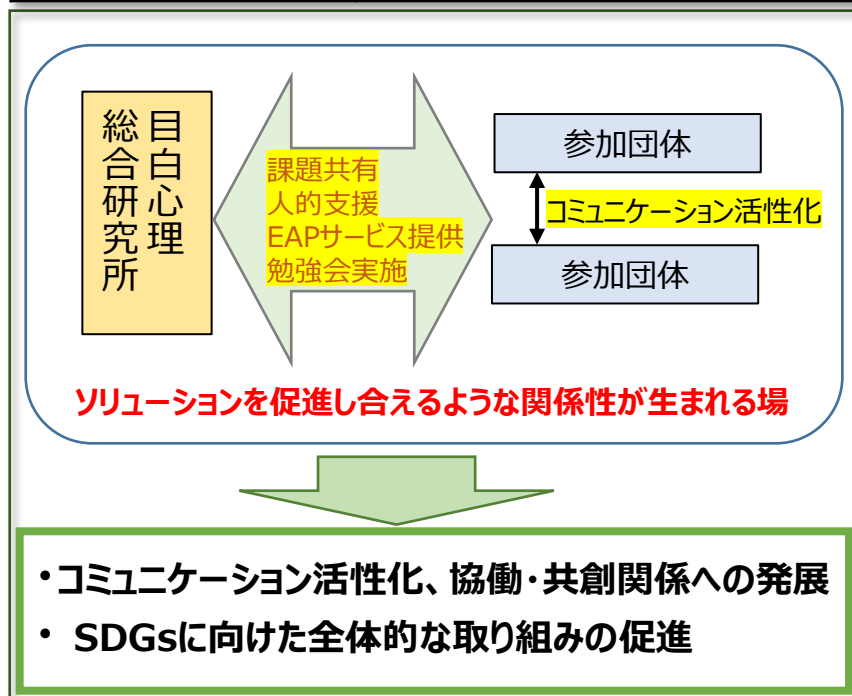 目白心理
総合研究所
課題共有
人的支援
EAPサービス提供
勉強会実施
参加団体
コミュニケーション活性化
参加団体
ソリューションを促進し合えるような関係性が生まれる場
・コミュニケーション活性化、協働・共創関係への発展
・ SDGsに向けた全体的な取り組みの促進